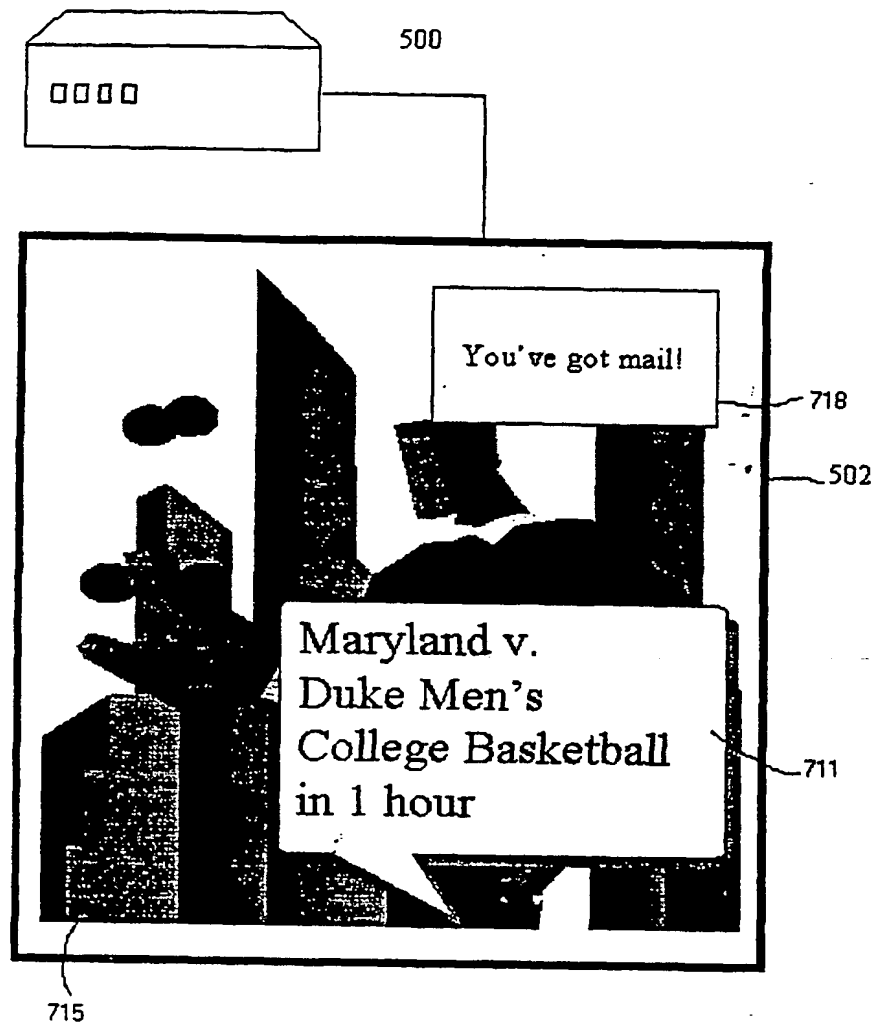 500
You've got mail!
718
502
Maryland v.
Duke Men's
College Basketball
in 1 hour
711
715